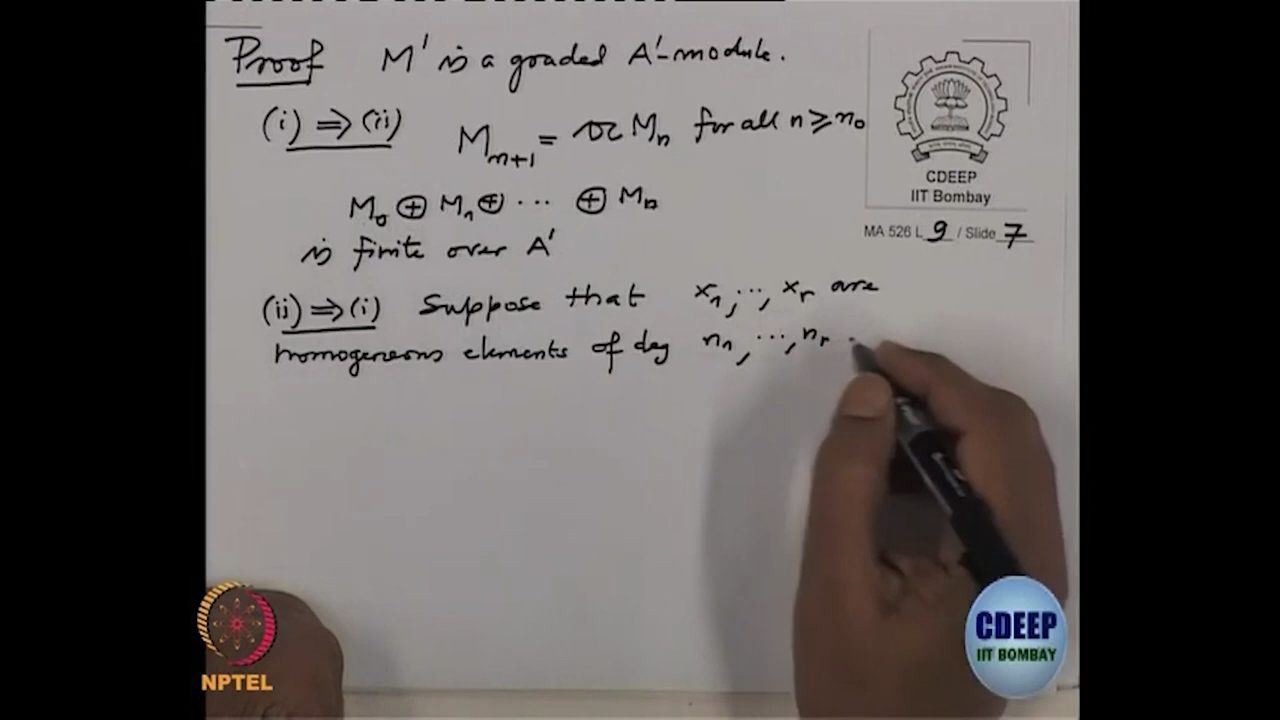 Proof M' is a graded A'-module.
(i) ⇒ (ii) M_{n+1} = 𝔞 M_n for all n ≥ n_0
M_0 ⊕ M_1 ⊕ ... ⊕ M_{n_0}
is finite over A'
(ii) ⇒ (i) Suppose that x_1, ..., x_r are
homogeneous elements of deg n_1, ..., n_r
CDEEP
IIT Bombay
MA 526 L 9 / Slide 7
NPTEL
CDEEP
IIT BOMBAY